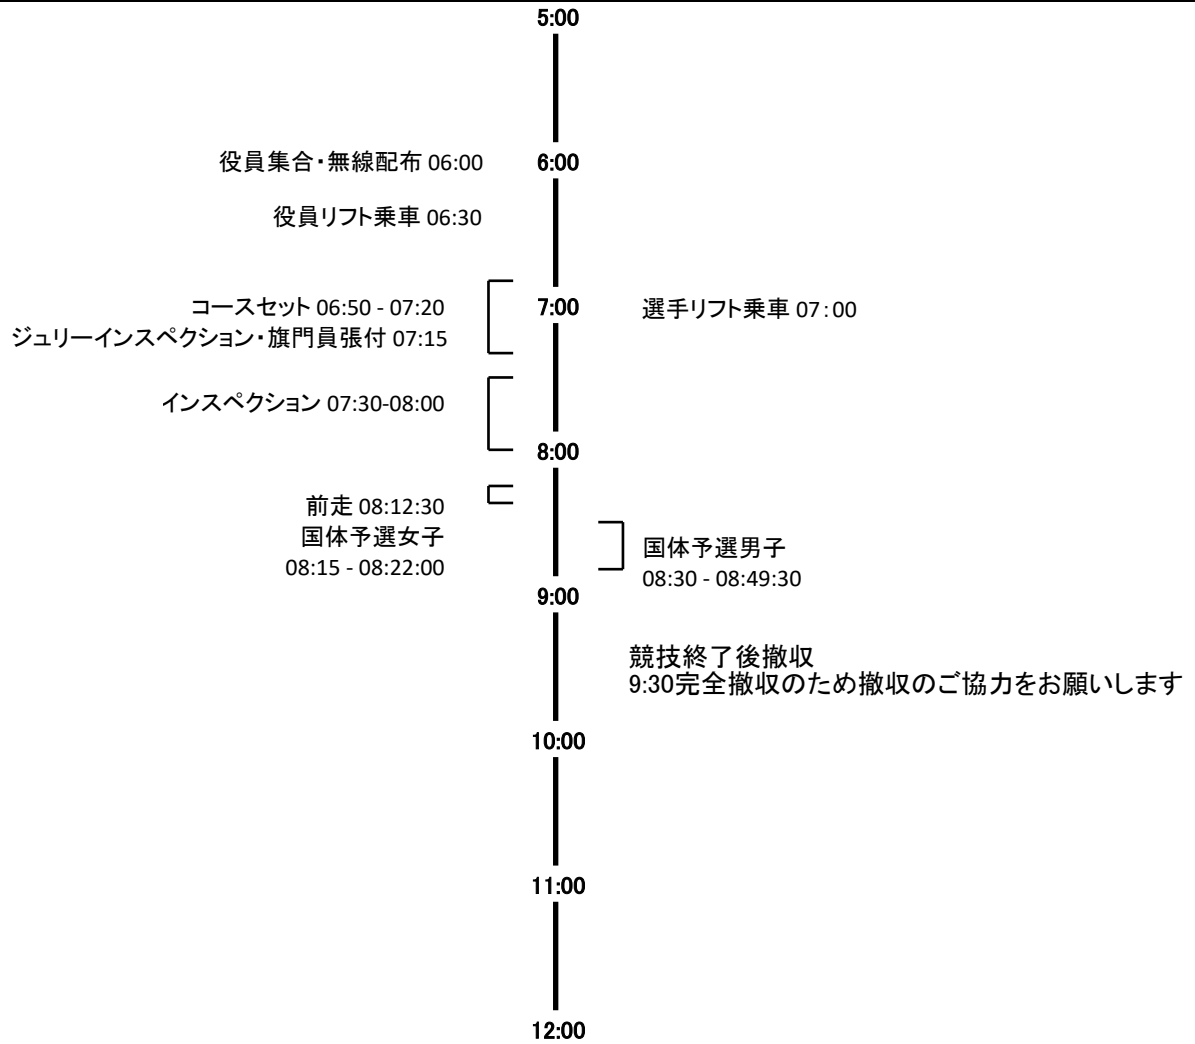 5:00
役員集合・無線配布 06:00
6:00
役員リフト乗車 06:30
コースセット 06:50 - 07:20
7:00
選手リフト乗車 07：00
ジュリーインスペクション・旗門員張付 07:15
インスペクション 07:30-08:00
8:00
前走 08:12:30
国体予選女子
08:15 - 08:22:00
国体予選男子
08:30 - 08:49:30
9:00
競技終了後撤収
9:30完全撤収のため撤収のご協力をお願いします
10:00
11:00
12:00